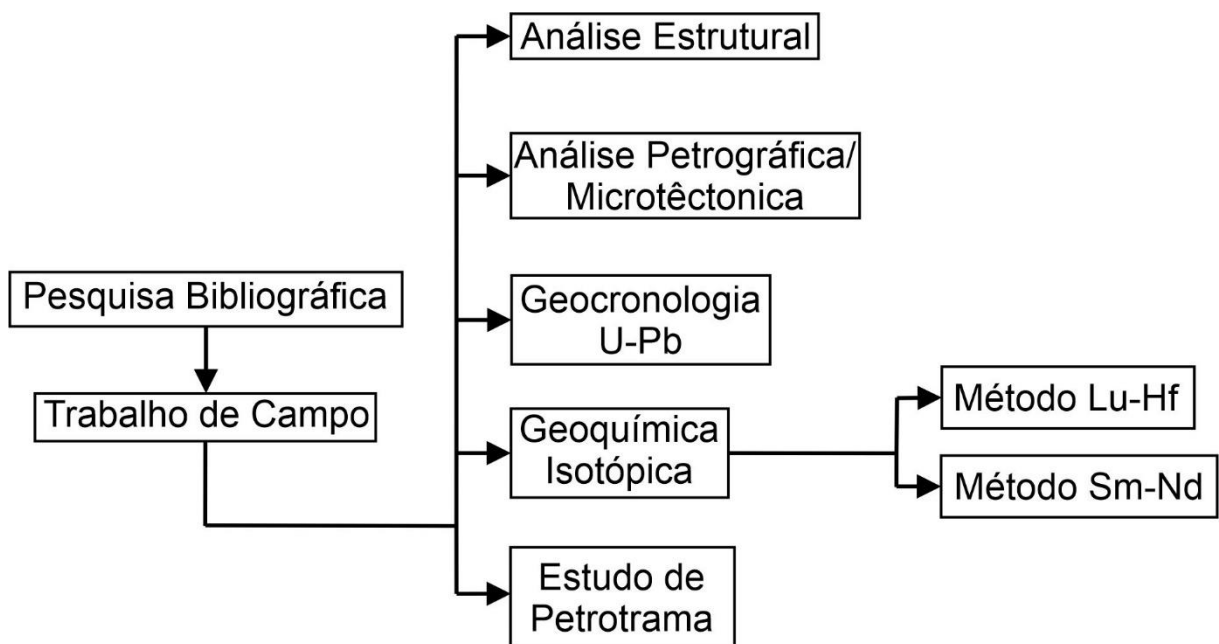 Análise Estrutural
Análise Petrográfica/
Microtêctonica
Pesquisa Bibliográfica
Geocronologia
U-Pb
Trabalho de Campo
Geoquímica
Isotópica
Método Lu-Hf
Método Sm-Nd
Estudo de
Petrotrama